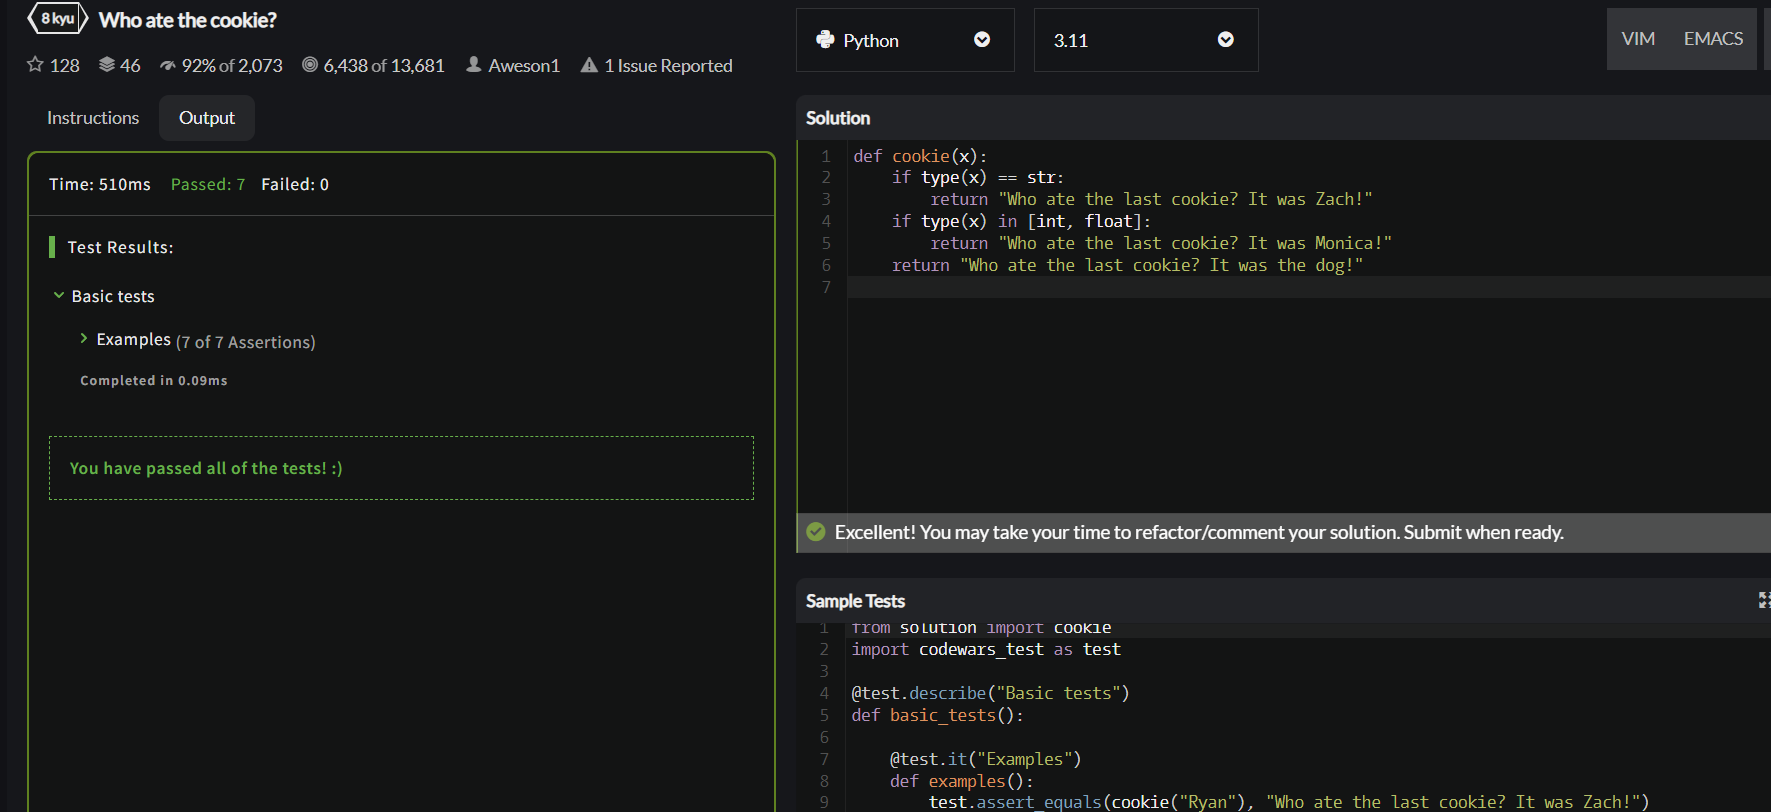 8 kyu Who ate the cookie?
128 46 92% of 2,073 6,438 of 13,681 Aweson1 1 Issue Reported
Instructions Output
Time: 510ms Passed: 7 Failed: 0
Test Results:
Basic tests
Examples (7 of 7 Assertions)
Completed in 0.09ms
You have passed all of the tests! :)
Python 3.11 VIM EMACS
Solution
1 def cookie(x):
2     if type(x) == str:
3         return "Who ate the last cookie? It was Zach!"
4     if type(x) in [int, float]:
5         return "Who ate the last cookie? It was Monica!"
6     return "Who ate the last cookie? It was the dog!"
7
Excellent! You may take your time to refactor/comment your solution. Submit when ready.
Sample Tests
1 from solution import cookie
2 import codewars_test as test
3
4 @test.describe("Basic tests")
5 def basic_tests():
6
7     @test.it("Examples")
8     def examples():
9         test.assert_equals(cookie("Ryan"), "Who ate the last cookie? It was Zach!")